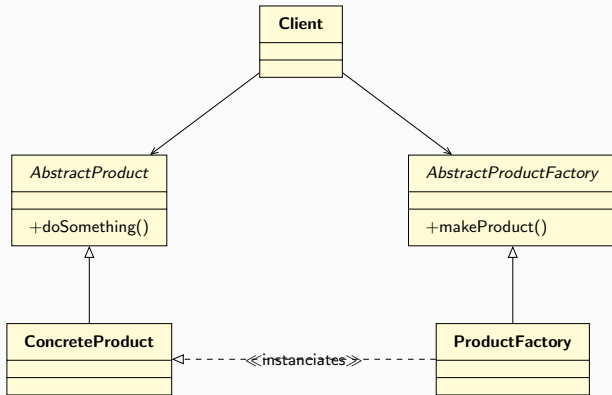 Client
AbstractProduct
+doSomething()
AbstractProductFactory
+makeProduct()
ConcreteProduct
≪instanciates≫
ProductFactory